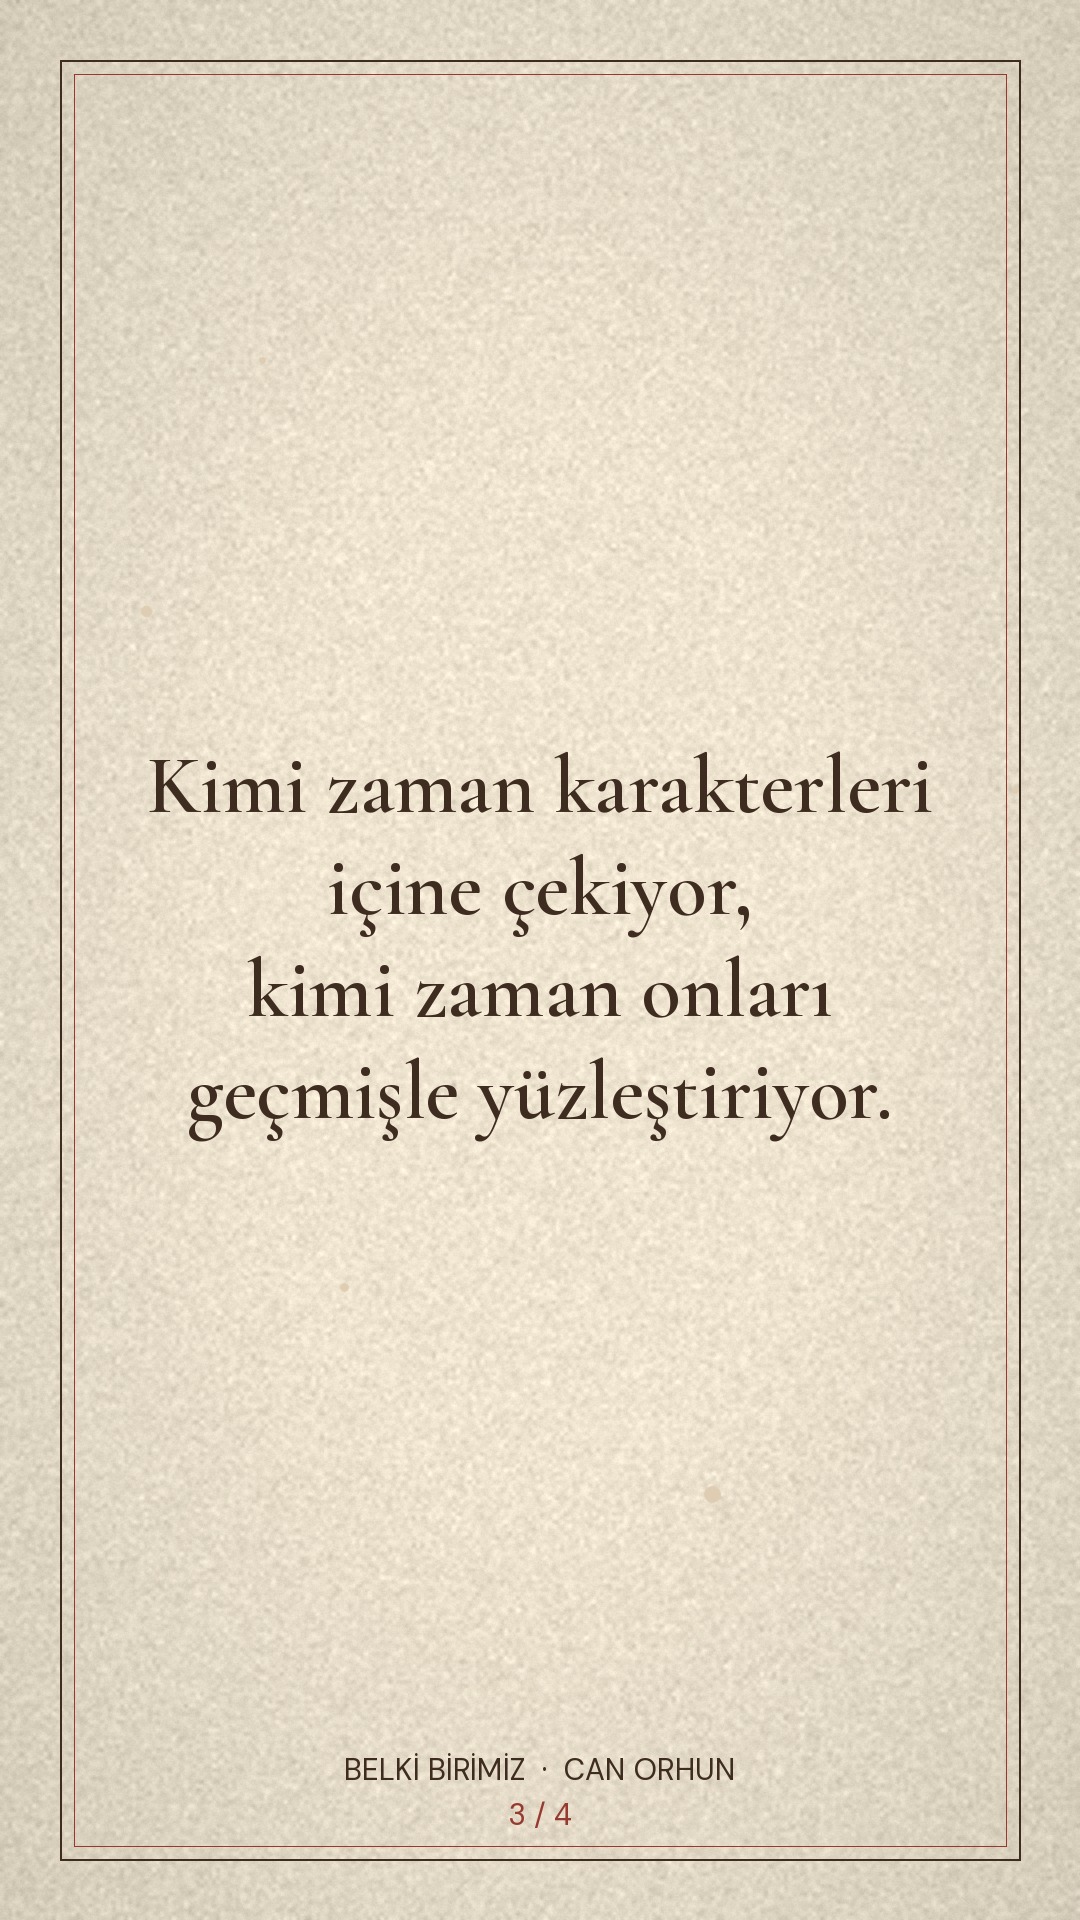 Kimi zaman karakterleri
içine çekiyor,
kimi zaman onları
geçmişle yüzleştiriyor.
BELKİ BİRİMİZ · CAN ORHUN
3 / 4